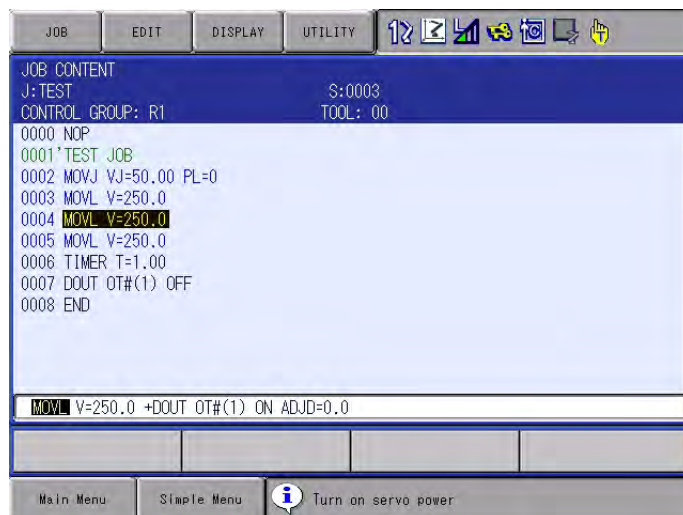 JOB EDIT DISPLAY UTILITY
JOB CONTENT
J:TEST S:0003
CONTROL GROUP: R1 TOOL: 00
0000 NOP
0001'TEST JOB
0002 MOVJ VJ=50.00 PL=0
0003 MOVL V=250.0
0004 MOVL V=250.0
0005 MOVL V=250.0
0006 TIMER T=1.00
0007 DOUT OT#(1) OFF
0008 END
MOVL V=250.0 +DOUT OT#(1) ON ADJD=0.0
Main Menu Simple Menu Turn on servo power